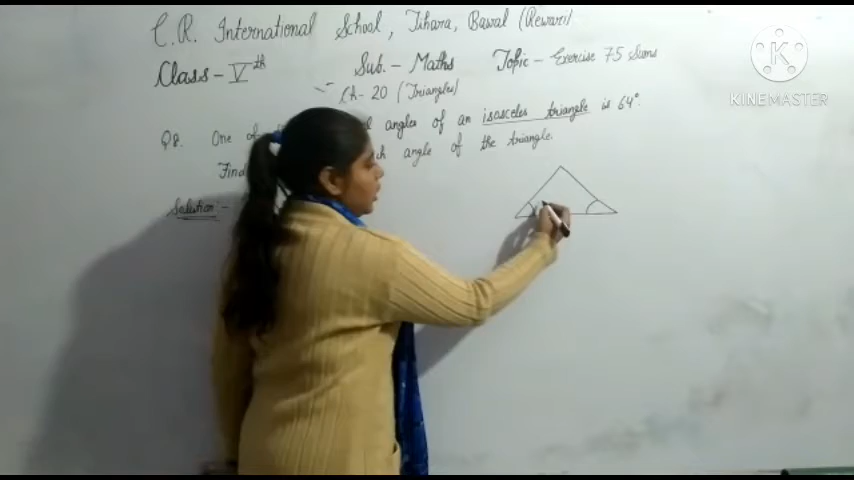 C.R. International School, Jihara, Bawal (Rewari)
Class - Vth Sub. - Maths Topic - Exercise 75 Sums
Ch - 20 (Triangles)
Q8. One of angles of an isosceles triangle is 64°.
Find angle of the triangle.
Solution:-
KINEMASTER